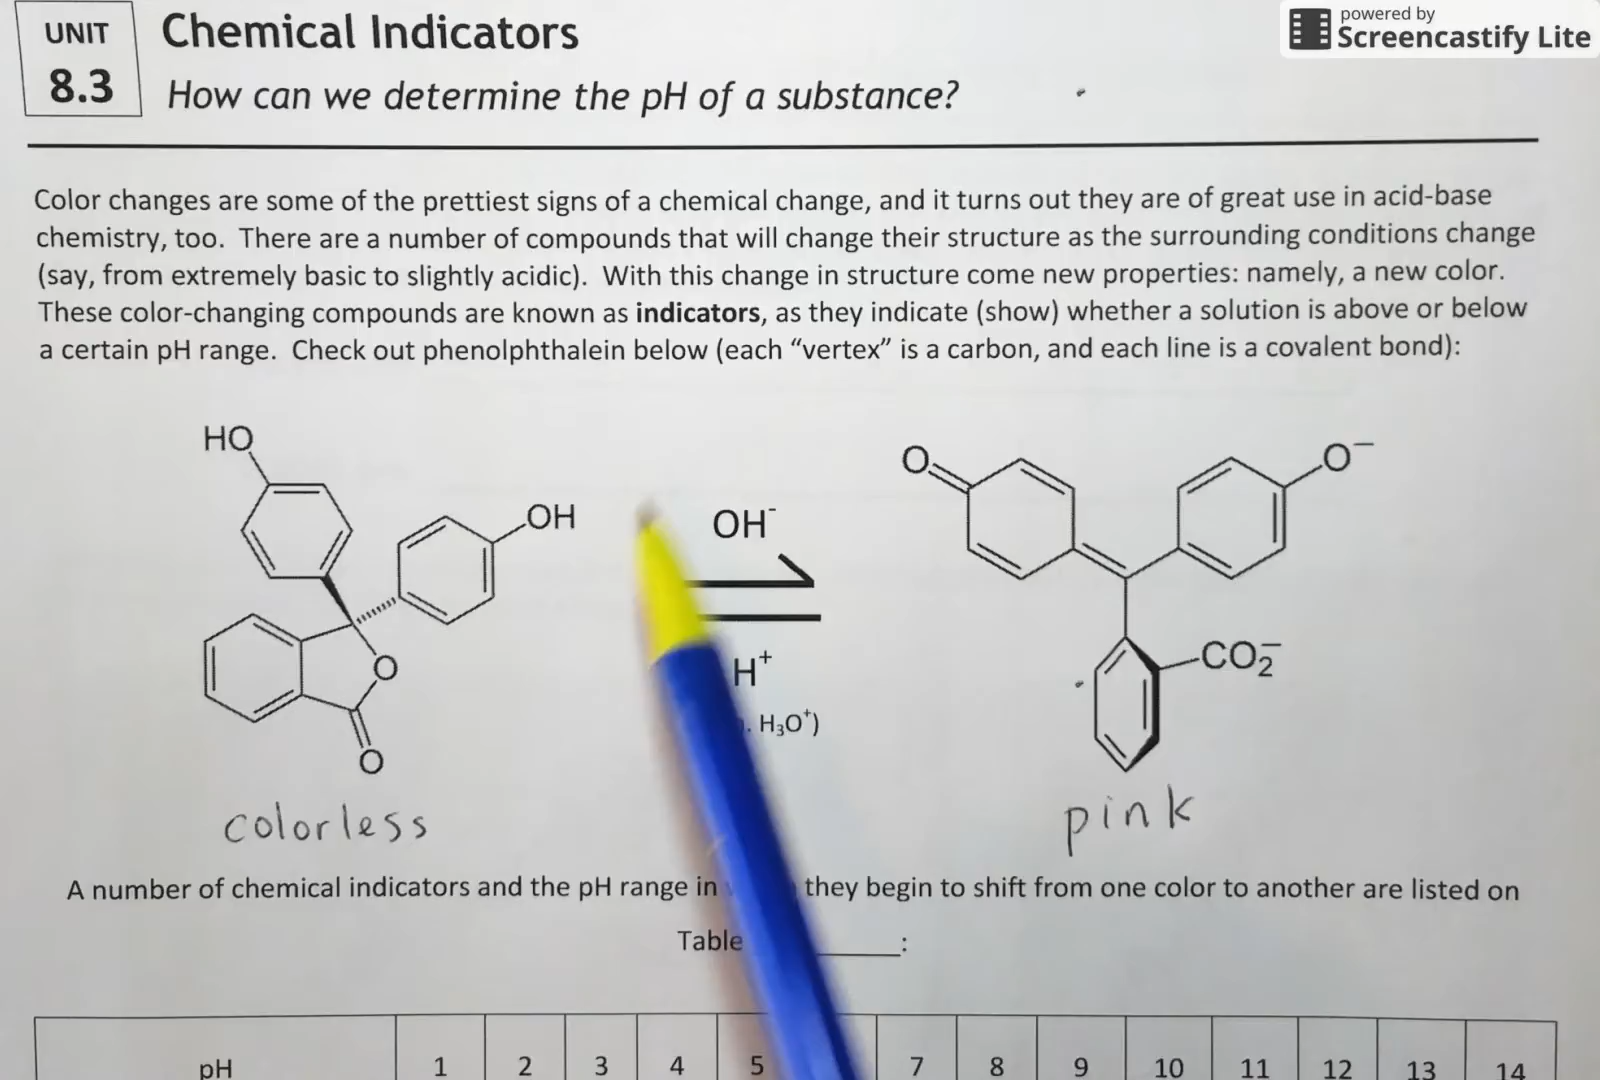 UNIT
8.3
Chemical Indicators
How can we determine the pH of a substance?
powered by
Screencastify Lite
Color changes are some of the prettiest signs of a chemical change, and it turns out they are of great use in acid-base
chemistry, too. There are a number of compounds that will change their structure as the surrounding conditions change
(say, from extremely basic to slightly acidic). With this change in structure come new properties: namely, a new color.
These color-changing compounds are known as indicators, as they indicate (show) whether a solution is above or below
a certain pH range. Check out phenolphthalein below (each “vertex” is a carbon, and each line is a covalent bond):
HO
OH
O
O
OH⁻
H⁺
. H₃O⁺)
O
O⁻
CO₂⁻
colorless
pink
A number of chemical indicators and the pH range in they begin to shift from one color to another are listed on
Table ______:
pH 1 2 3 4 5 7 8 9 10 11 12 13 14